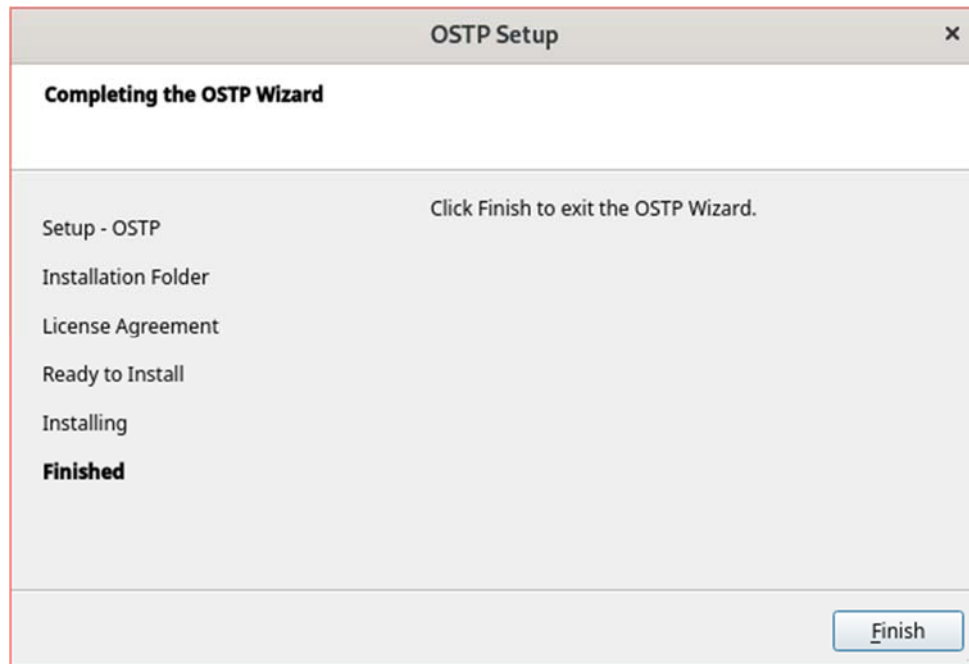 OSTP Setup
Completing the OSTP Wizard
Setup - OSTP
Installation Folder
License Agreement
Ready to Install
Installing
Finished
Click Finish to exit the OSTP Wizard.
Finish